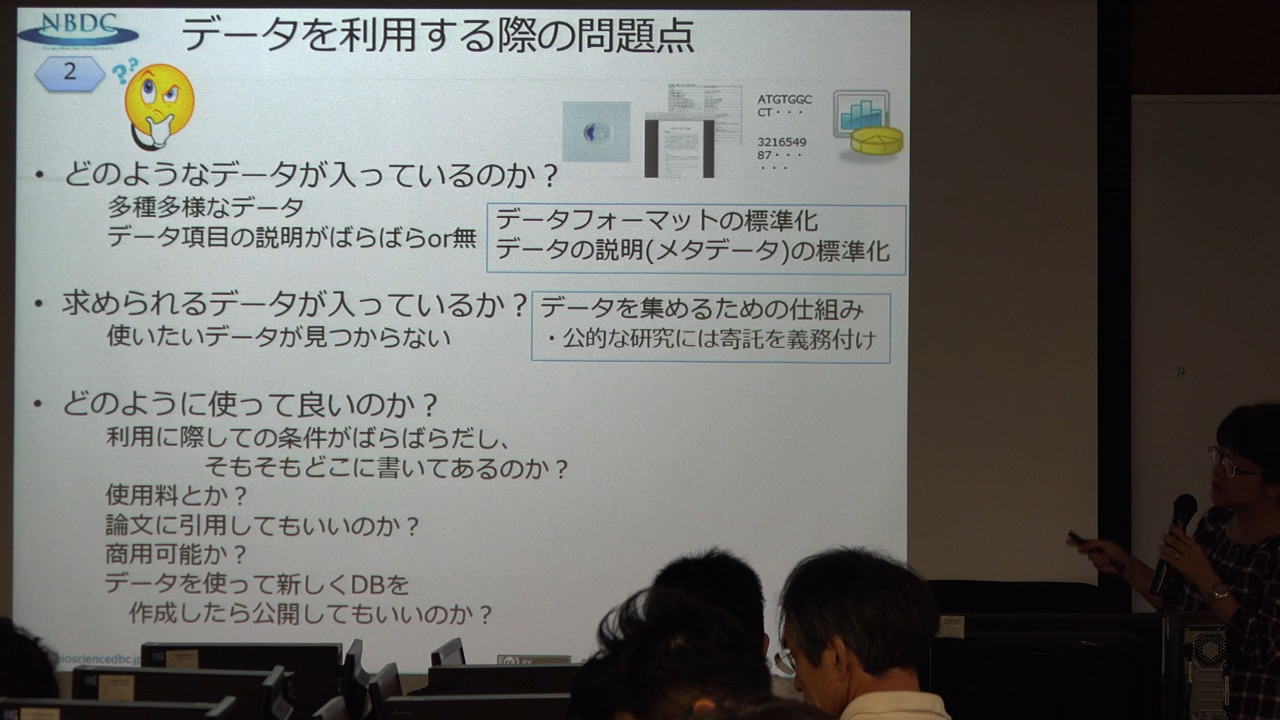 NBDC
データを利用する際の問題点
2
??
ATGTGGC
CT・・・
3216549
87・・・
・・・
・どのようなデータが入っているのか？
多種多様なデータ
データ項目の説明がばらばらor無
データフォーマットの標準化
データの説明(メタデータ)の標準化
・求められるデータが入っているか？
使いたいデータが見つからない
データを集めるための仕組み
・公的な研究には寄託を義務付け
・どのように使って良いのか？
利用に際しての条件がばらばらだし、
そもそもどこに書いてあるのか？
使用料とか？
論文に引用してもいいのか？
商用可能か？
データを使って新しくDBを
作成したら公開してもいいのか？
biosciencedbc.jp